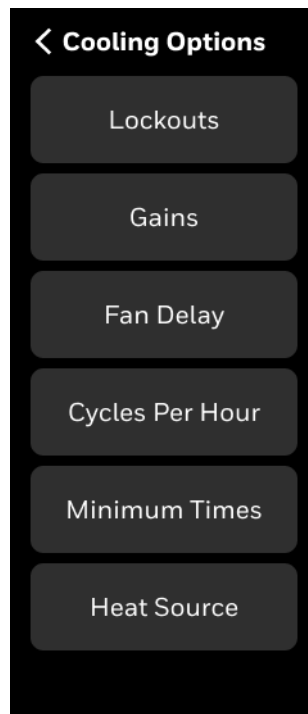 Cooling Options
Lockouts
Gains
Fan Delay
Cycles Per Hour
Minimum Times
Heat Source